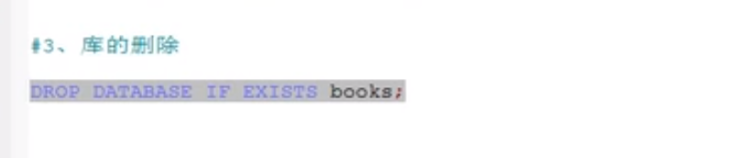 #3、库的删除
DROP DATABASE IF EXISTS books;